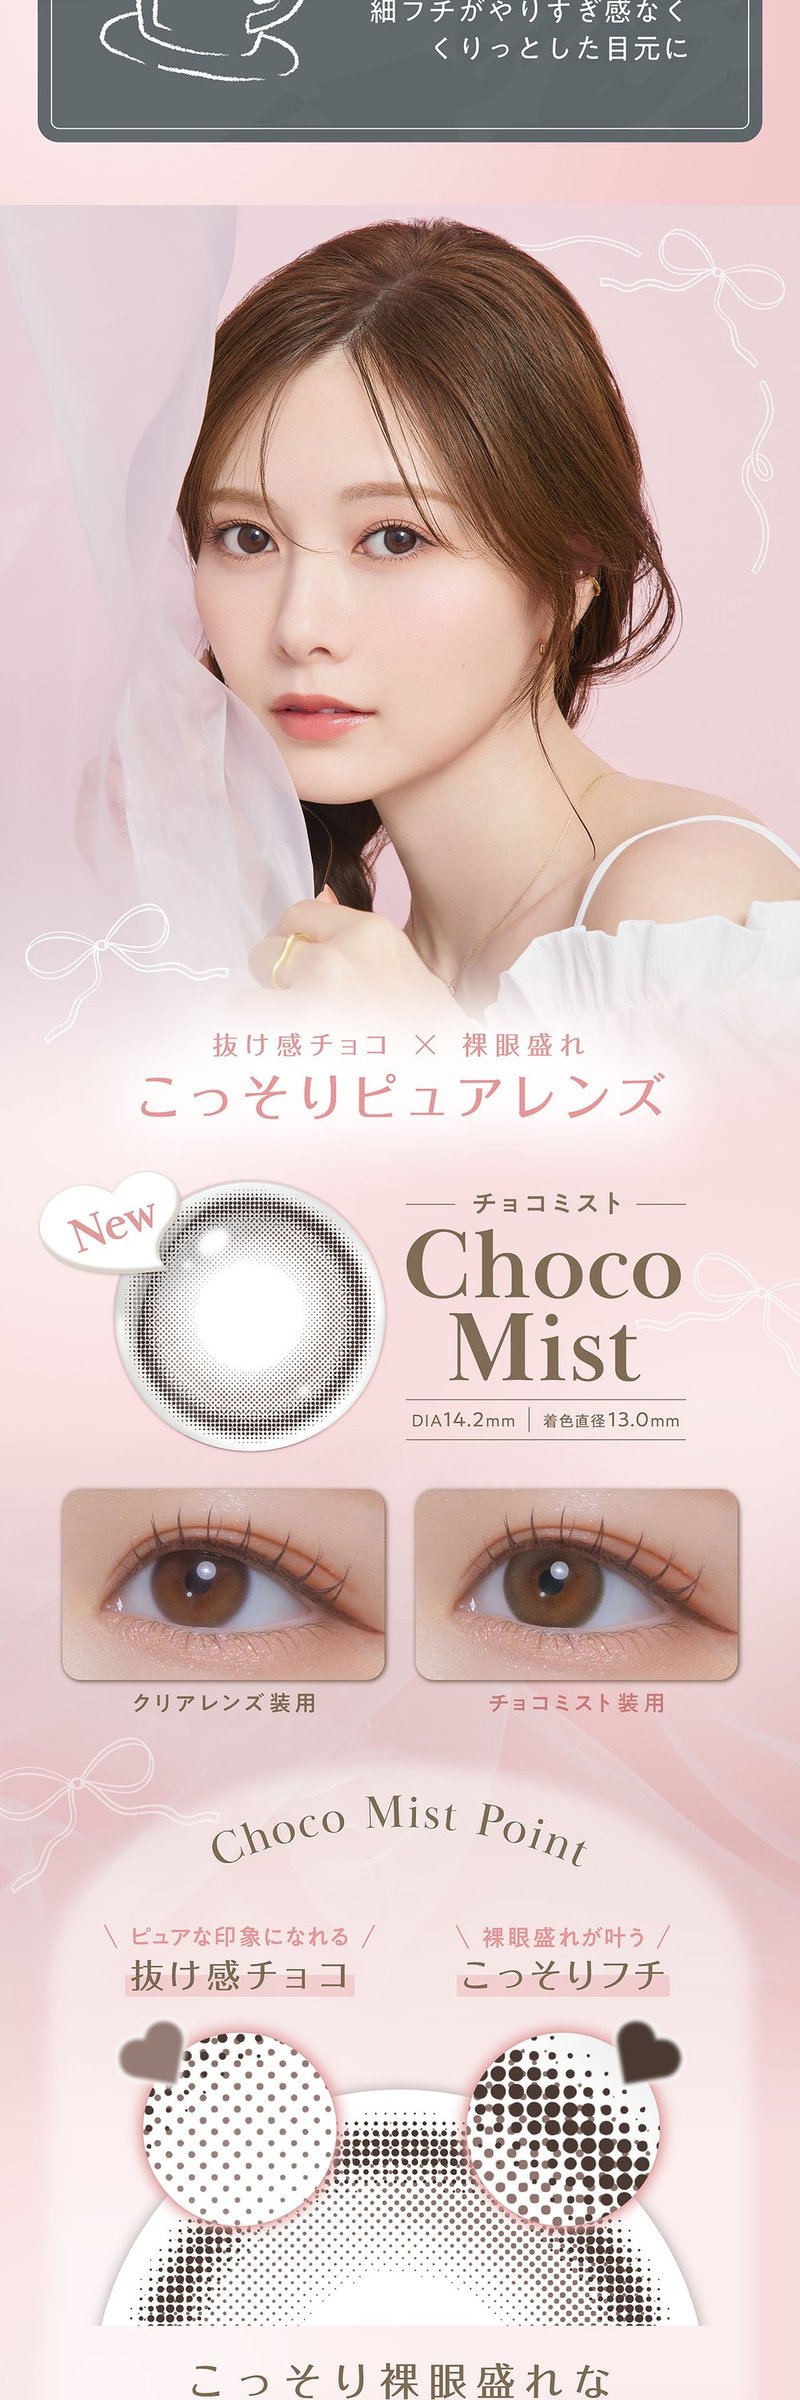 細フチがやりすぎ感なく
くりっとした目元に
抜け感チョコ × 裸眼盛れ
こっそりピュアレンズ
New
チョコミスト
Choco
Mist
DIA14.2mm | 着色直径13.0mm
クリアレンズ装用
チョコミスト装用
Choco Mist Point
\ ピュアな印象になれる /
抜け感チョコ
\ 裸眼盛れが叶う /
こっそりフチ
こっそり裸眼盛れな